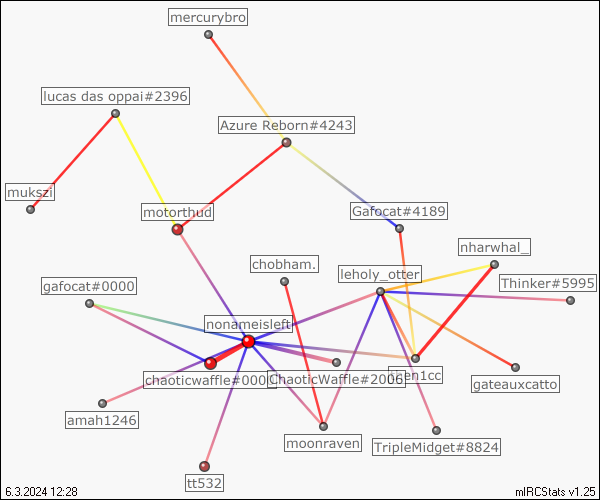 mercurybro
lucas das oppai#2396
Azure Reborn#4243
mukszi
motorthud
Gafocat#4189
nharwhal_
chobham.
leholy_otter
Thinker#5995
gafocat#0000
nonameisleft
chaoticwaffle#000
ChaoticWaffle#2006
gateauxcatto
amah1246
moonraven
TripleMidget#8824
tt532
6.3.2024 12:28
mIRCStats v1.25